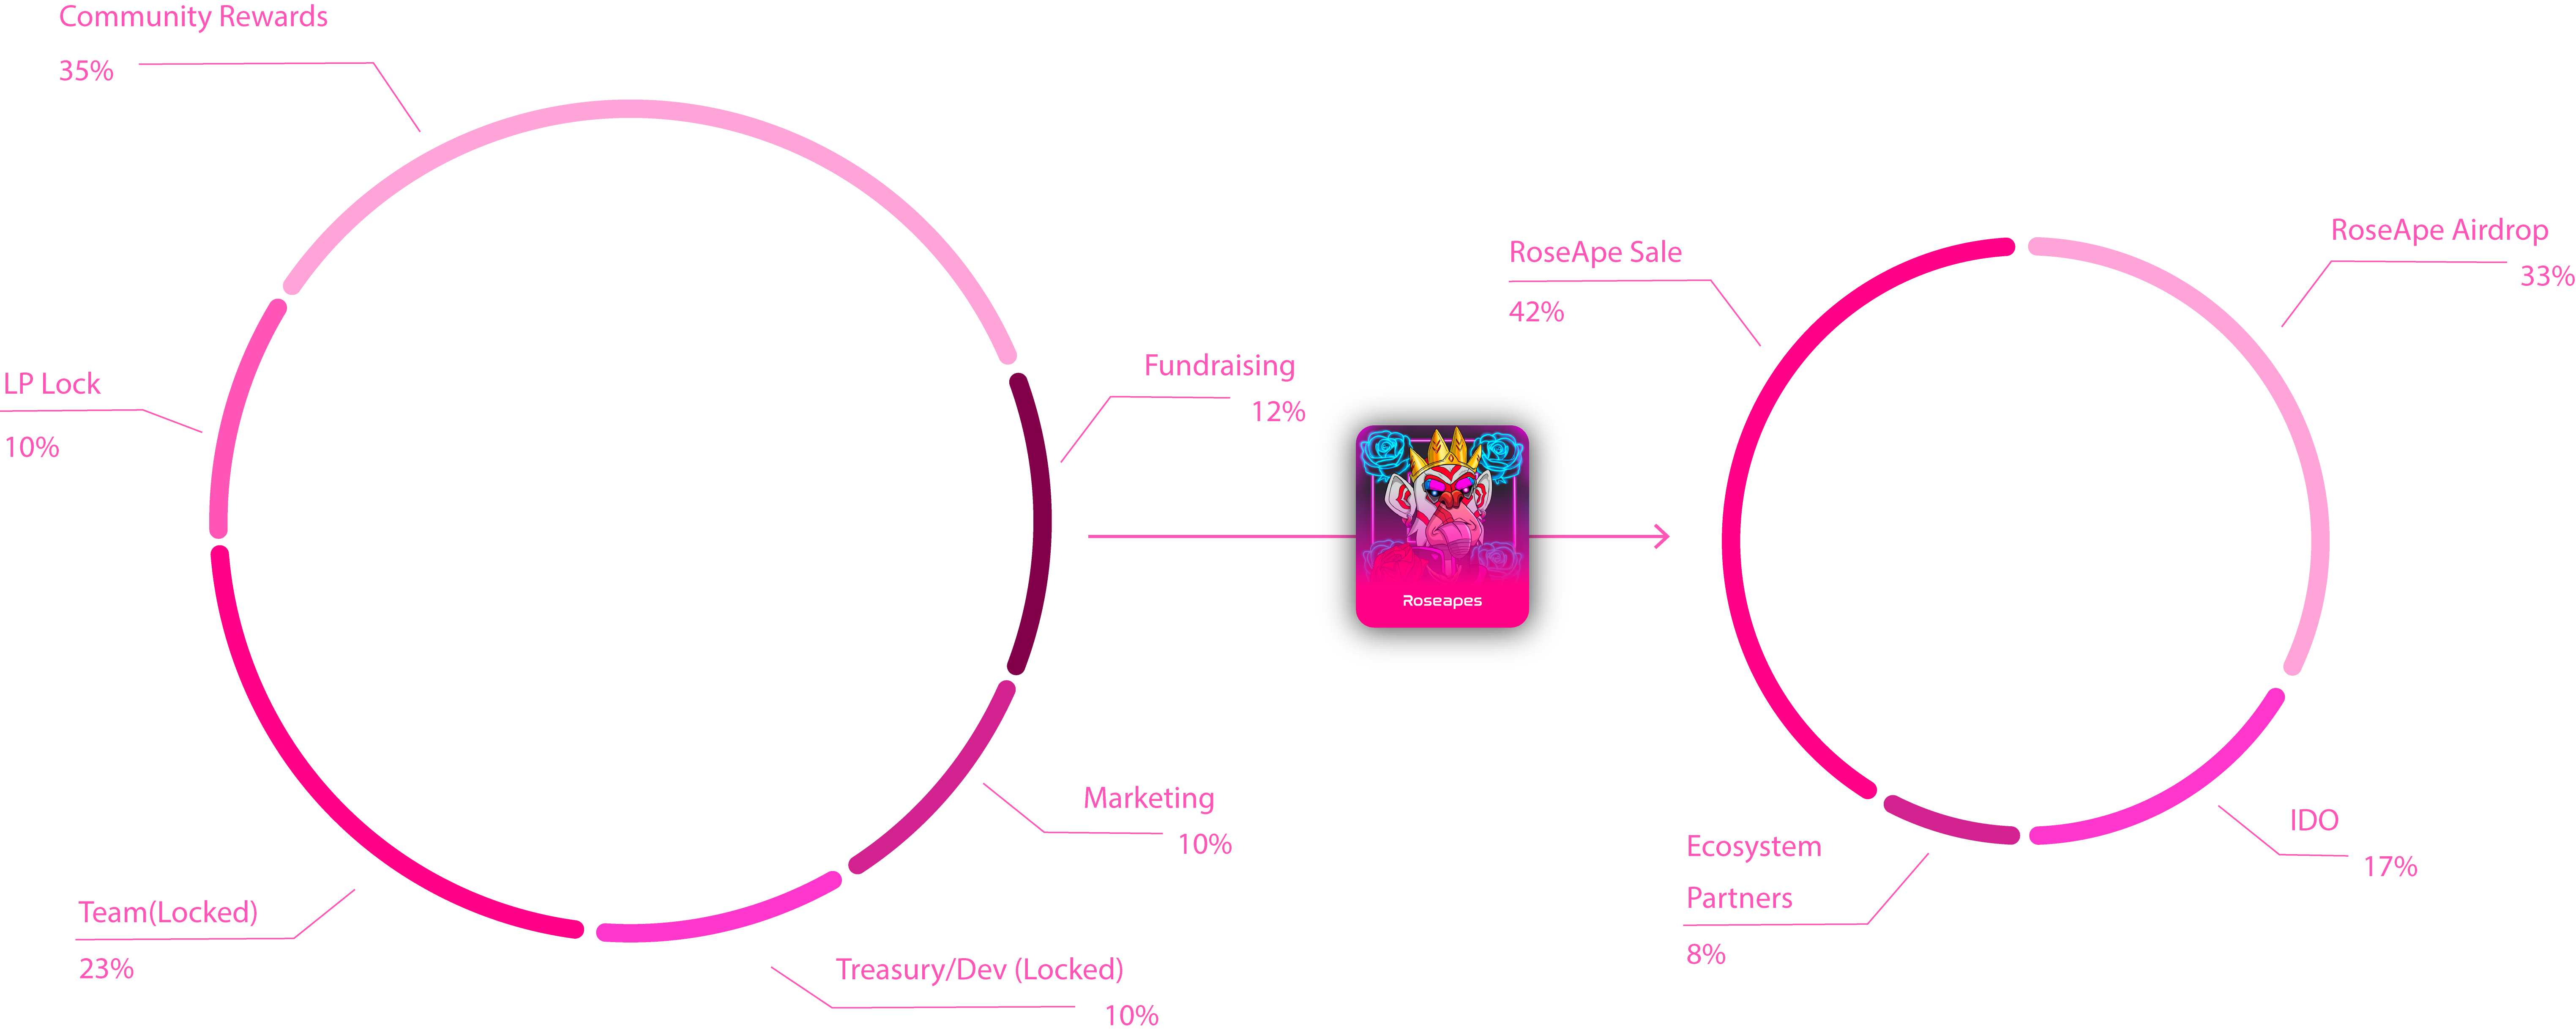 Community Rewards
35%
LP Lock
10%
Team(Locked)
23%
Treasury/Dev (Locked)
10%
Marketing
10%
Fundraising
12%
Roseapes
RoseApe Sale
42%
RoseApe Airdrop
33%
IDO
17%
Ecosystem
Partners
8%